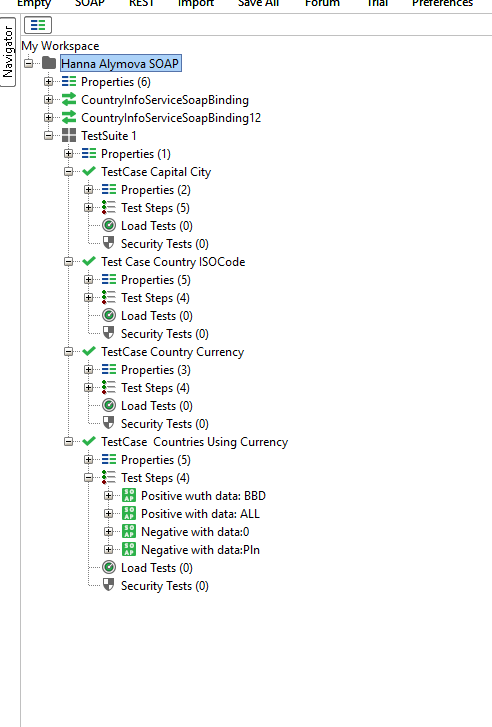 Empty SOAP REST Import Save All Forum Trial Preferences
Navigator
My Workspace
Hanna Alymova SOAP
Properties (6)
CountryInfoServiceSoapBinding
CountryInfoServiceSoapBinding12
TestSuite 1
Properties (1)
TestCase Capital City
Properties (2)
Test Steps (5)
Load Tests (0)
Security Tests (0)
Test Case Country ISOCode
Properties (5)
Test Steps (4)
Load Tests (0)
Security Tests (0)
TestCase Country Currency
Properties (3)
Test Steps (4)
Load Tests (0)
Security Tests (0)
TestCase  Countries Using Currency
Properties (5)
Test Steps (4)
SOAP Positive wuth data: BBD
SOAP Positive with data: ALL
SOAP Negative with data:0
SOAP Negative with data:Pln
Load Tests (0)
Security Tests (0)